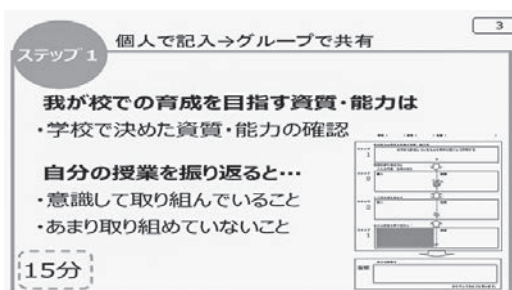 3
ステップ1
個人で記入→グループで共有
我が校での育成を目指す資質・能力は
・学校で決めた資質・能力の確認
自分の授業を振り返ると…
・意識して取り組んでいること
・あまり取り組めていないこと
15分